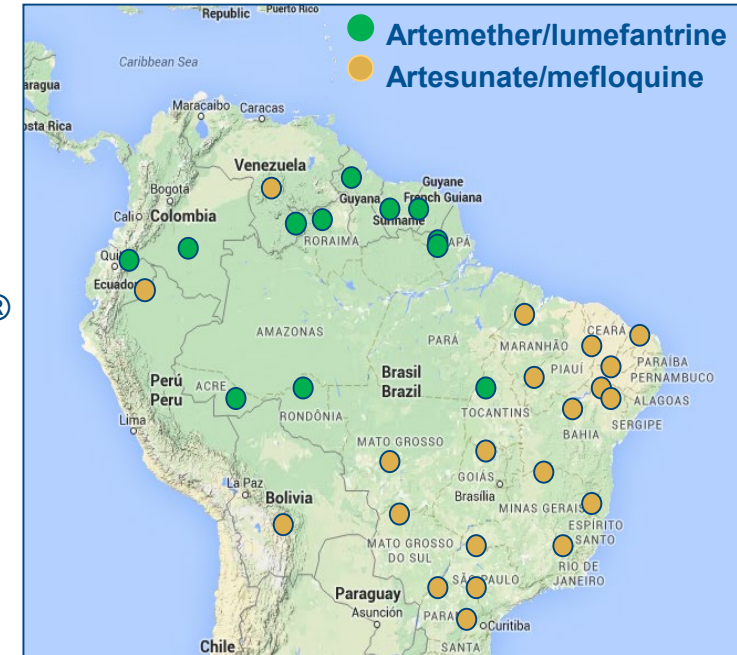 Republic
Puerto Rico
Artemether/lumefantrine
Artesunate/mefloquine
Caribbean Sea
aragua
osta Rica
Maracaibo
Caracas
Venezuela
Bogota
Guyana
Guyane
French Guiana
Suriname
Cali
Colombia
RORAIMA
APÁ
Qui
Ecuador
®
AMAZONAS
PARÁ
MARANHÃO
CEARÁ
PIAUÍ
PARAÍBA
PERNAMBUCO
ALAGOAS
SERGIPE
Perú
Peru
ACRE
Brasil
Brazil
RONDÔNIA
TOCANTINS
Lima
BAHIA
MATO GROSSO
GOIÁS
Brasília
La Paz
Bolivia
MINAS GERAIS
ESPÍRITO
SANTO
MATO GROSSO
DO SUL
RIO DE
JANEIRO
SÃO PAULO
Paraguay
Asunción
PARA
Curitiba
Chile
SANTA